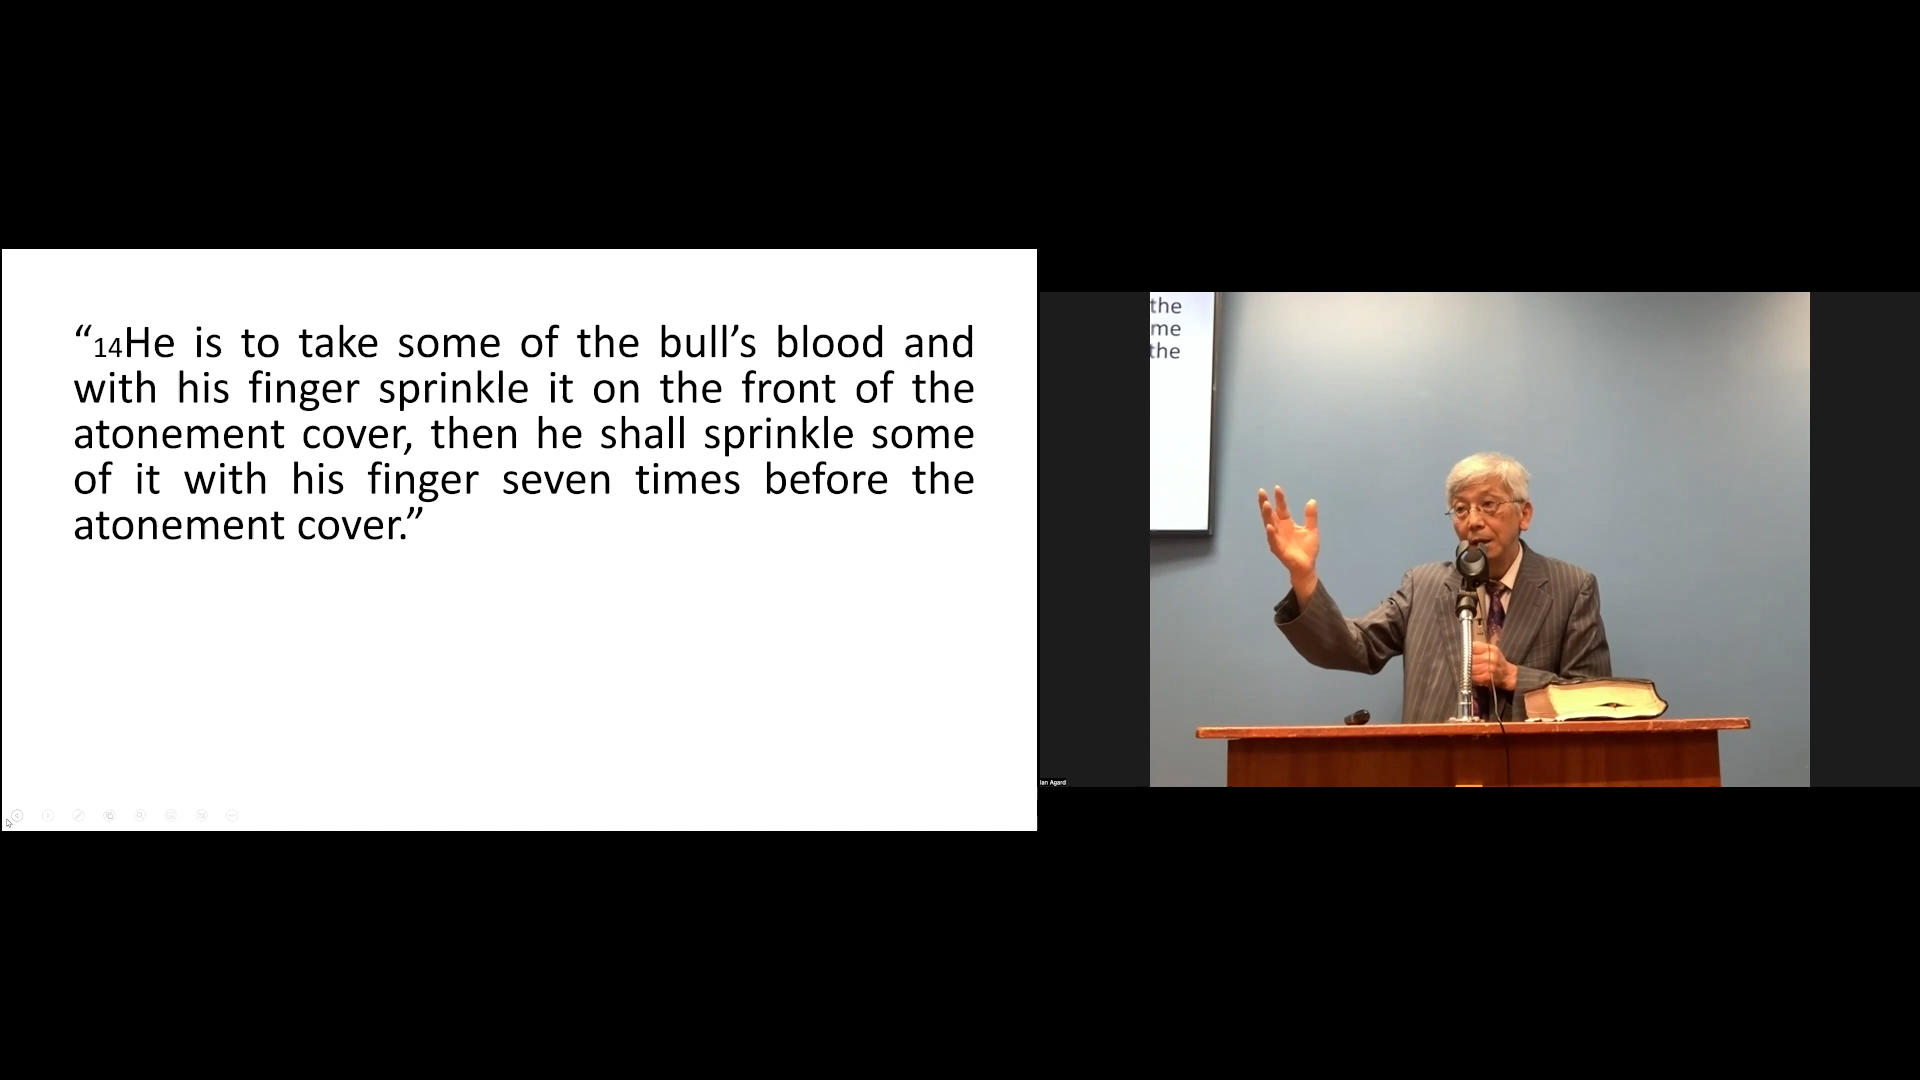 “14He is to take some of the bull’s blood and
with his finger sprinkle it on the front of the
atonement cover, then he shall sprinkle some
of it with his finger seven times before the
atonement cover.”
the
me
the
Ian Agard